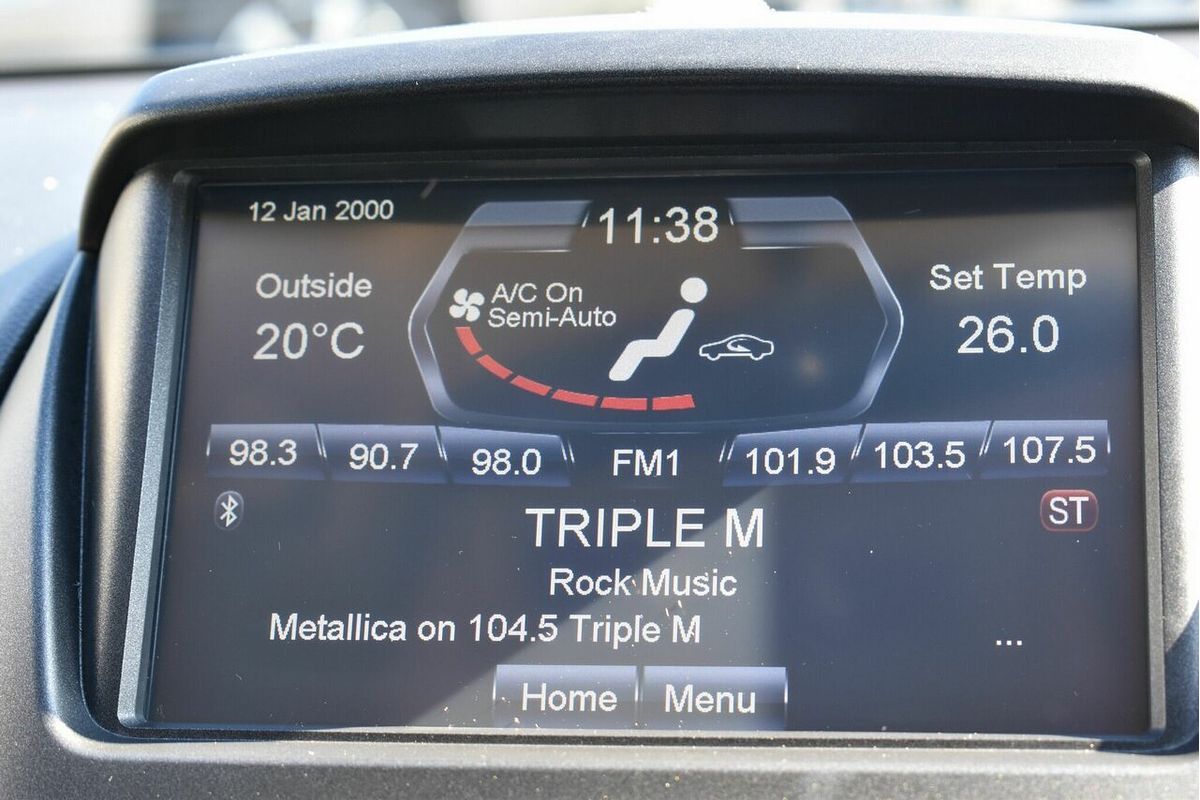 12 Jan 2000
11:38
Outside
20°C
A/C On
Semi-Auto
Set Temp
26.0
98.3 90.7 98.0 FM1 101.9 103.5 107.5
ST
TRIPLE M
Rock Music
Metallica on 104.5 Triple M ...
Home Menu